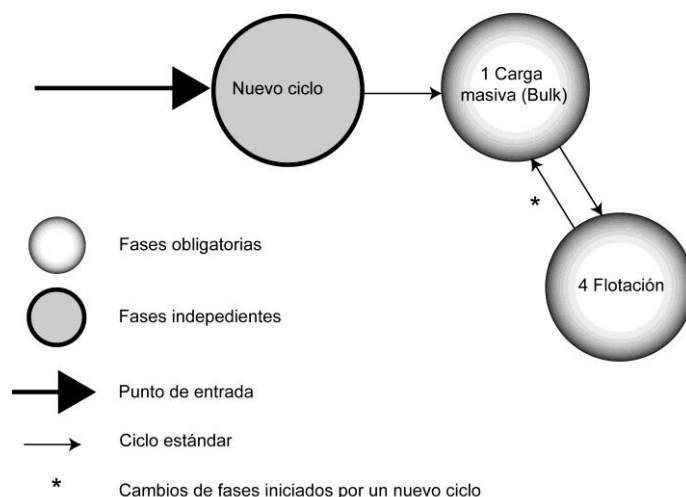 Nuevo ciclo
1 Carga
masiva (Bulk)
*
4 Flotación
Fases obligatorias
Fases indepedientes
Punto de entrada
Ciclo estándar
* Cambios de fases iniciados por un nuevo ciclo